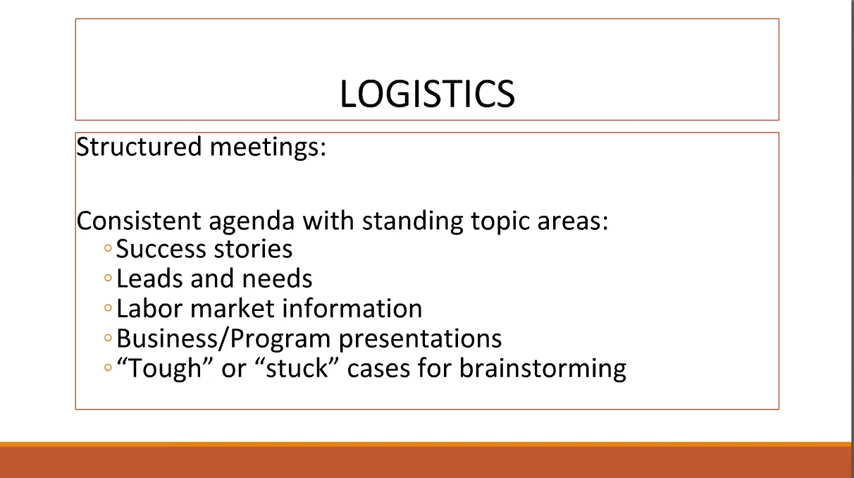 LOGISTICS
Structured meetings:
Consistent agenda with standing topic areas:
◦Success stories
◦Leads and needs
◦Labor market information
◦Business/Program presentations
◦“Tough” or “stuck” cases for brainstorming